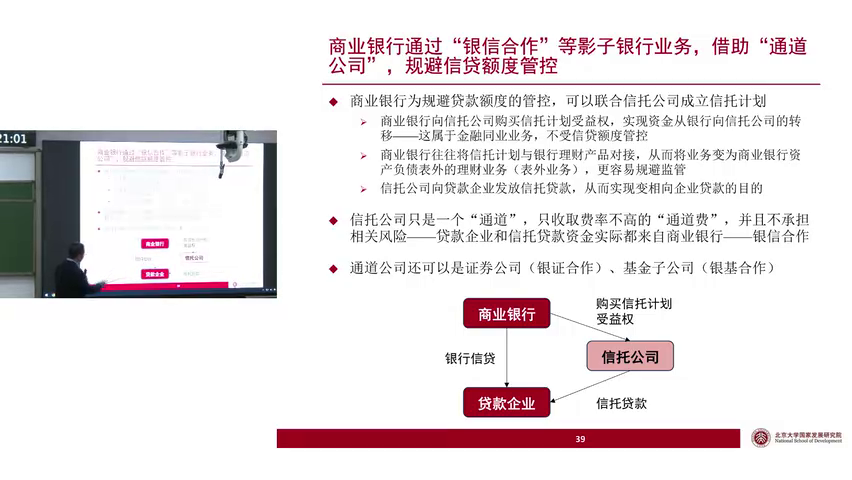 商业银行通过“银信合作”等影子银行业务，借助“通道
公司”，规避信贷额度管控
商业银行为规避贷款额度的管控，可以联合信托公司成立信托计划
商业银行向信托公司购买信托计划受益权，实现资金从银行向信托公司的转
移——这属于金融同业业务，不受信贷额度管控
商业银行往往将信托计划与银行理财产品对接，从而将业务变为商业银行资
产负债表外的理财业务（表外业务），更容易规避监管
信托公司向贷款企业发放信托贷款，从而实现变相向企业贷款的目的
信托公司只是一个“通道”，只收取费率不高的“通道费”，并且不承担
相关风险——贷款企业和信托贷款资金实际都来自商业银行——银信合作
通道公司还可以是证券公司（银证合作）、基金子公司（银基合作）
商业银行
购买信托计划
受益权
银行信贷
信托公司
贷款企业
信托贷款
39
北京大学国家发展研究院
National School of Development
21:01
商业银行
信托公司
贷款企业